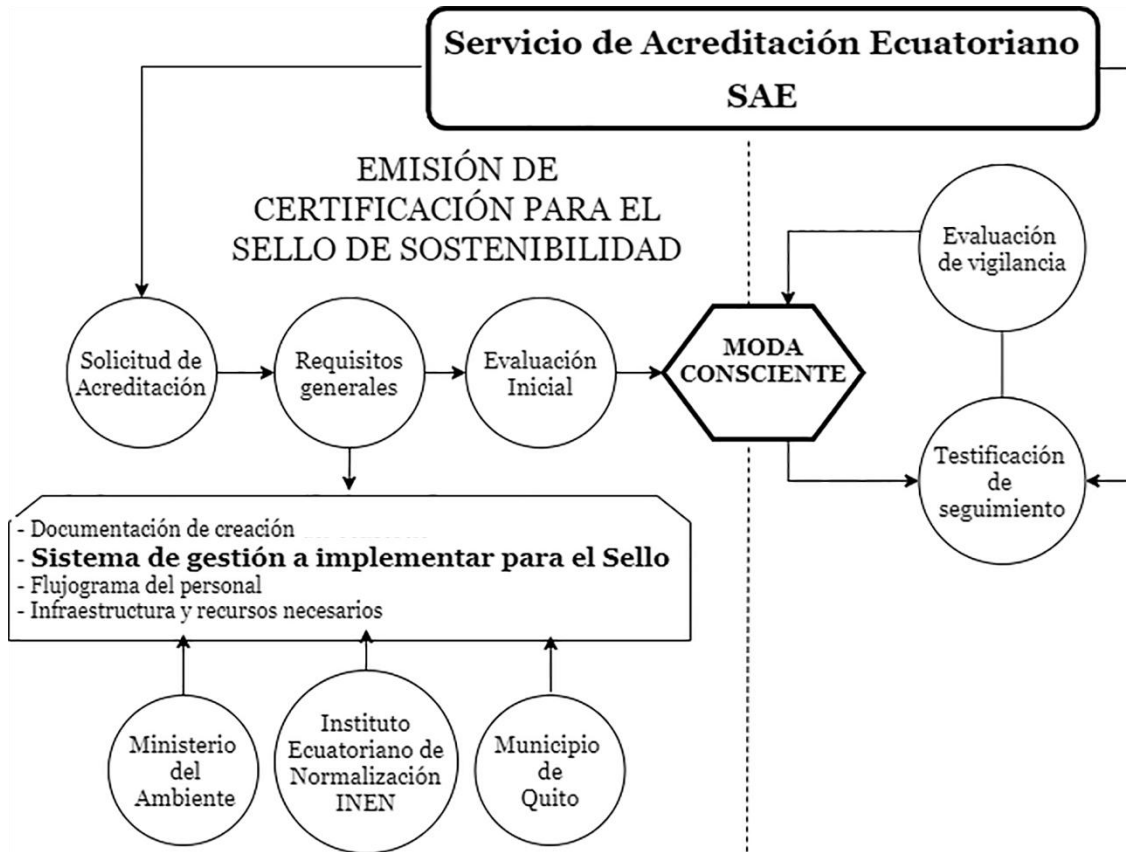 Servicio de Acreditación Ecuatoriano
SAE
EMISIÓN DE
CERTIFICACIÓN PARA EL
SELLO DE SOSTENIBILIDAD
Solicitud de
Acreditación
Requisitos
generales
Evaluación
Inicial
MODA
CONSCIENTE
Evaluación
de vigilancia
Testificación
de
seguimiento
- Documentación de creación
- Sistema de gestión a implementar para el Sello
- Flujograma del personal
- Infraestructura y recursos necesarios
Ministerio
del
Ambiente
Instituto
Ecuatoriano de
Normalización
INEN
Municipio
de
Quito